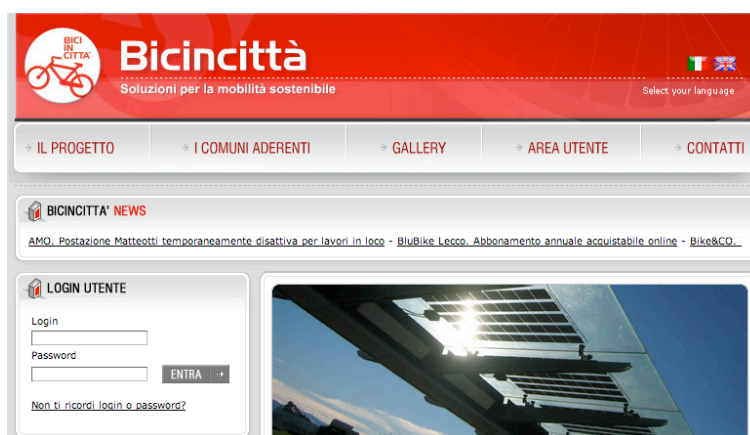 BICI
IN
CITTA'
Bicincittà
Soluzioni per la mobilità sostenibile
Select your language
IL PROGETTO
I COMUNI ADERENTI
GALLERY
AREA UTENTE
CONTATTI
BICINCITTA' NEWS
AMO. Postazione Matteotti temporaneamente disattiva per lavori in loco - BluBike Lecco. Abbonamento annuale acquistabile online - Bike&CO.
LOGIN UTENTE
Login
Password
ENTRA
Non ti ricordi login o password?